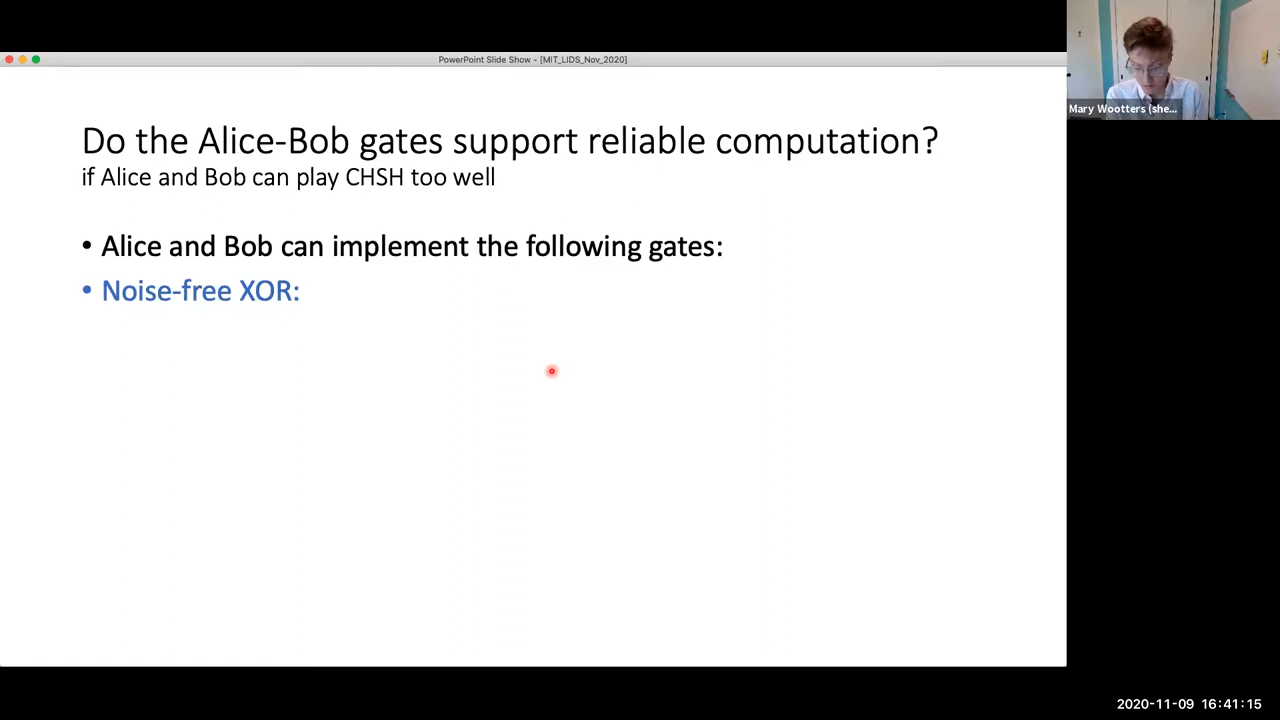 PowerPoint Slide Show - [MIT_LIDS_Nov_2020]
Mary Wootters (she...
Do the Alice-Bob gates support reliable computation?
if Alice and Bob can play CHSH too well
• Alice and Bob can implement the following gates:
• Noise-free XOR:
2020-11-09 16:41:15